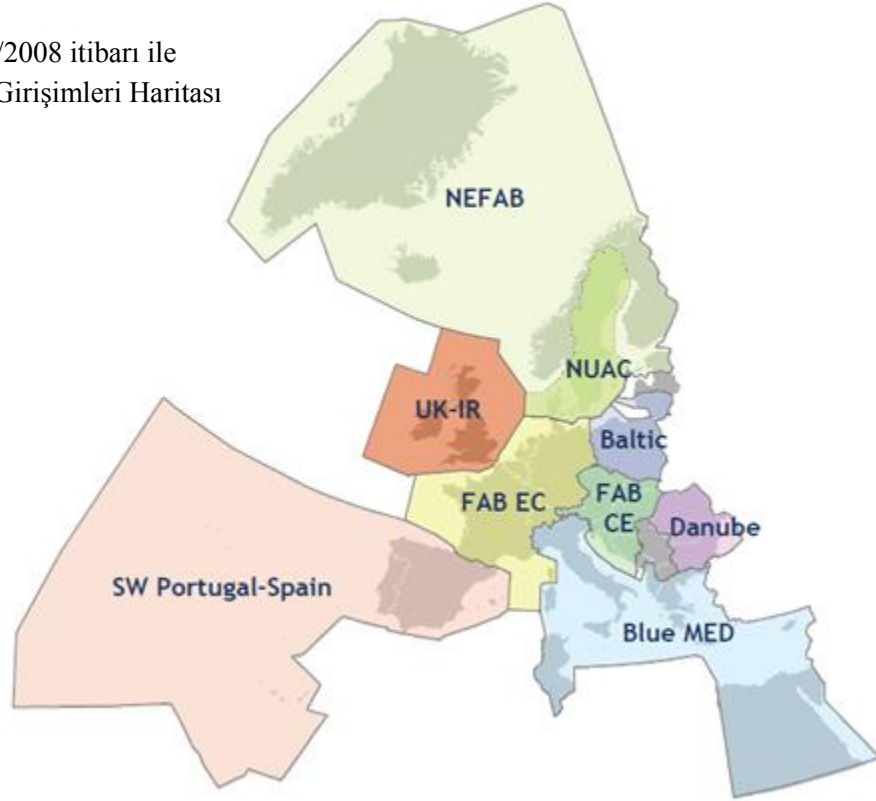 /2008 itibarı ile
Girişimleri Haritası
NEFAB
NUAC
UK-IR
Baltic
FAB EC
FAB
CE
Danube
SW Portugal-Spain
Blue MED